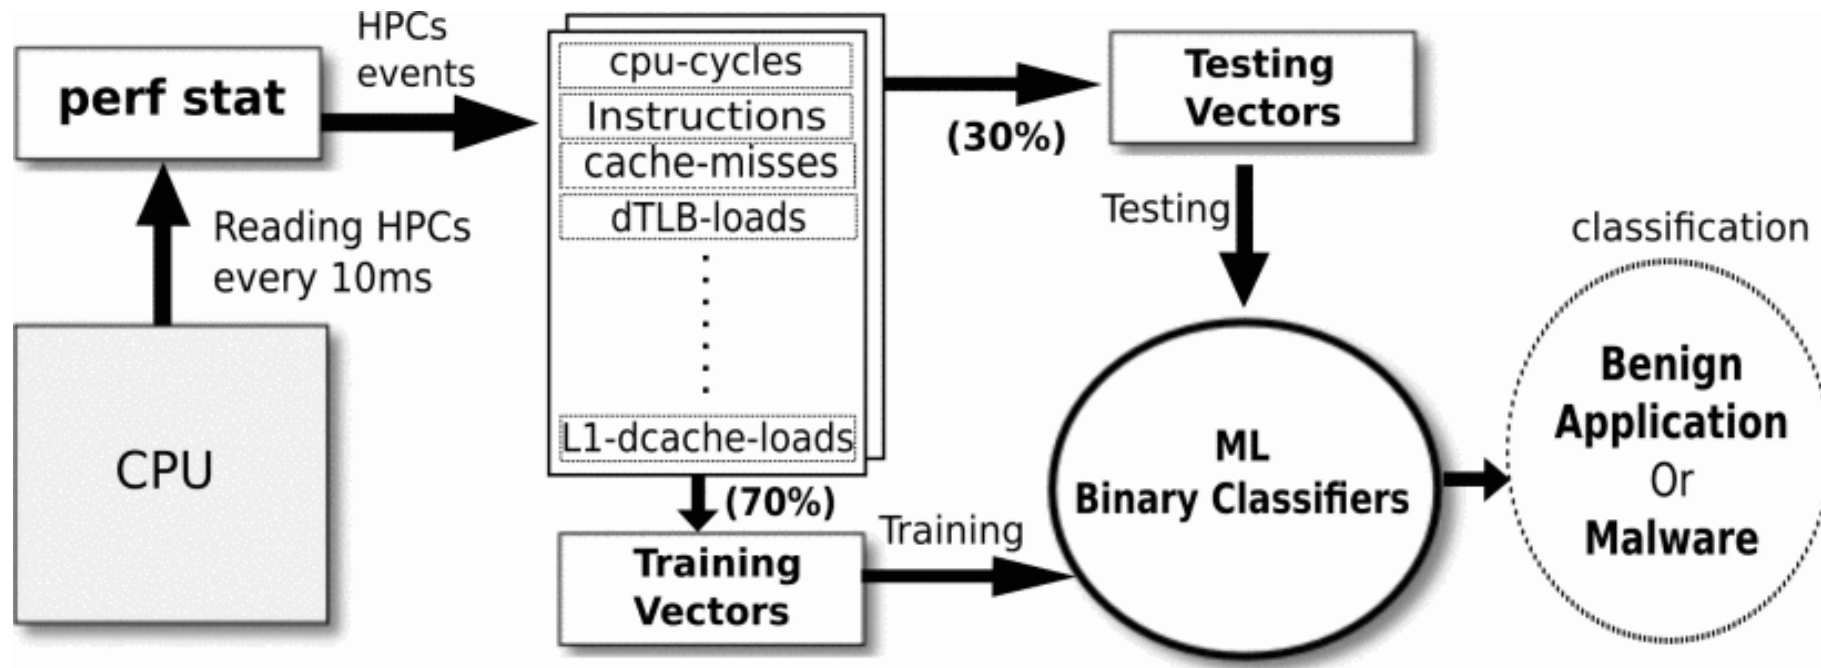 HPCs
events
perf stat
Reading HPCs
every 10ms
CPU
cpu-cycles
Instructions
cache-misses
dTLB-loads
L1-dcache-loads
(30%)
Testing
Vectors
Testing
(70%)
Training
Vectors
Training
ML
Binary Classifiers
classification
Benign
Application
Or
Malware